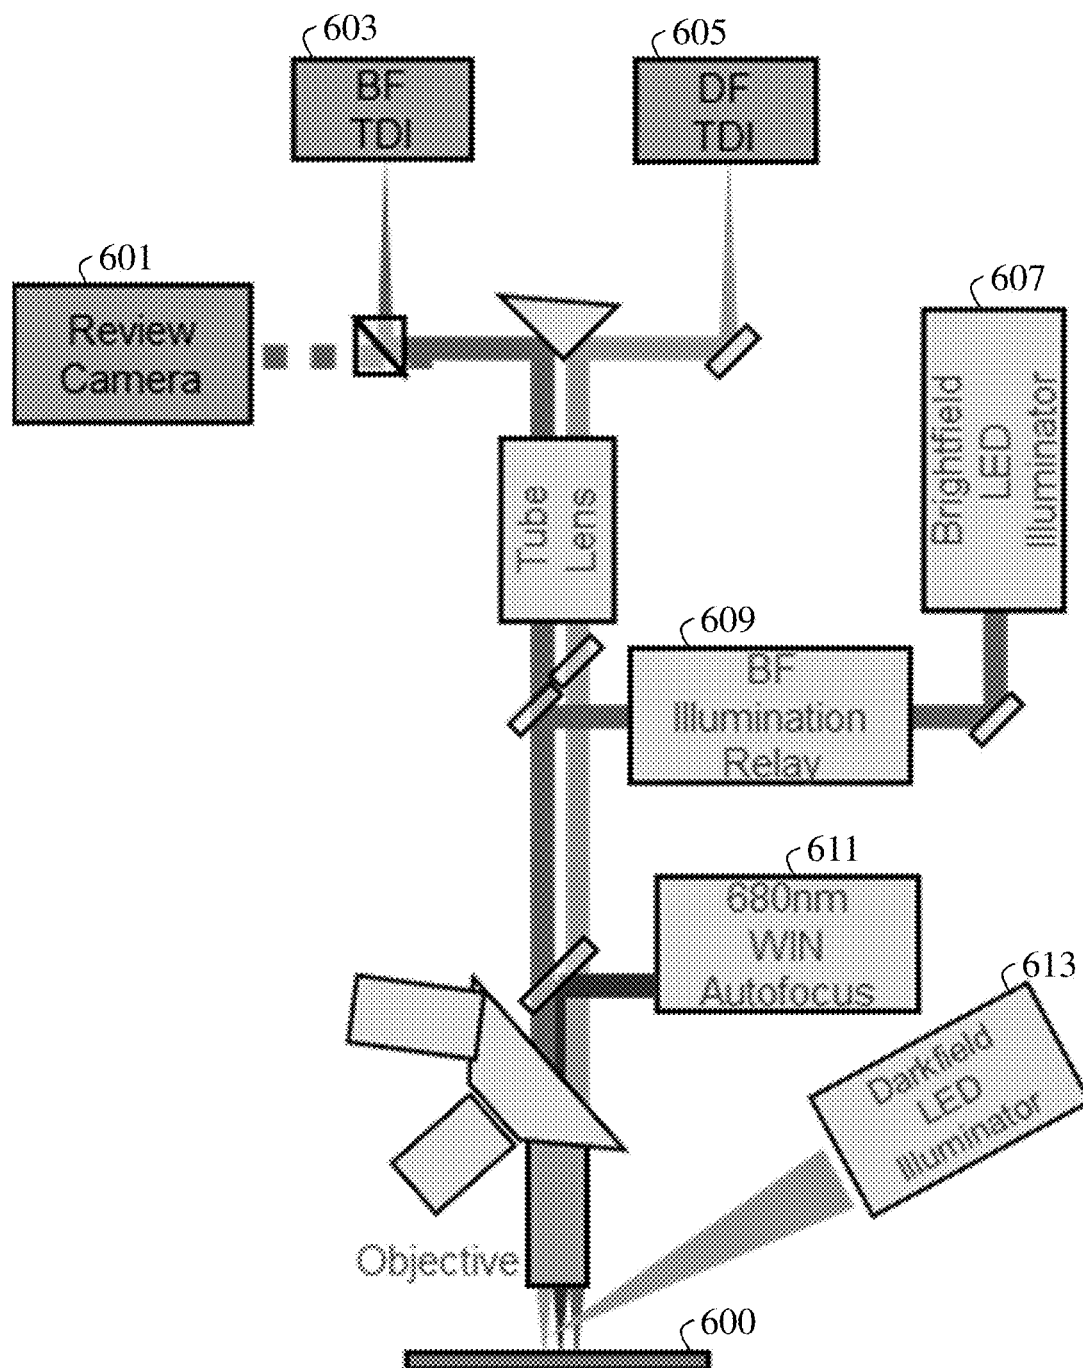 603
BF
TDI
605
DF
TDI
601
Review
Camera
607
Brightfield
LED
Illuminator
Tube
Lens
609
BF
Illumination
Relay
611
680nm
WIN
Autofocus
613
Darkfield
LED
Illuminator
Objective
600